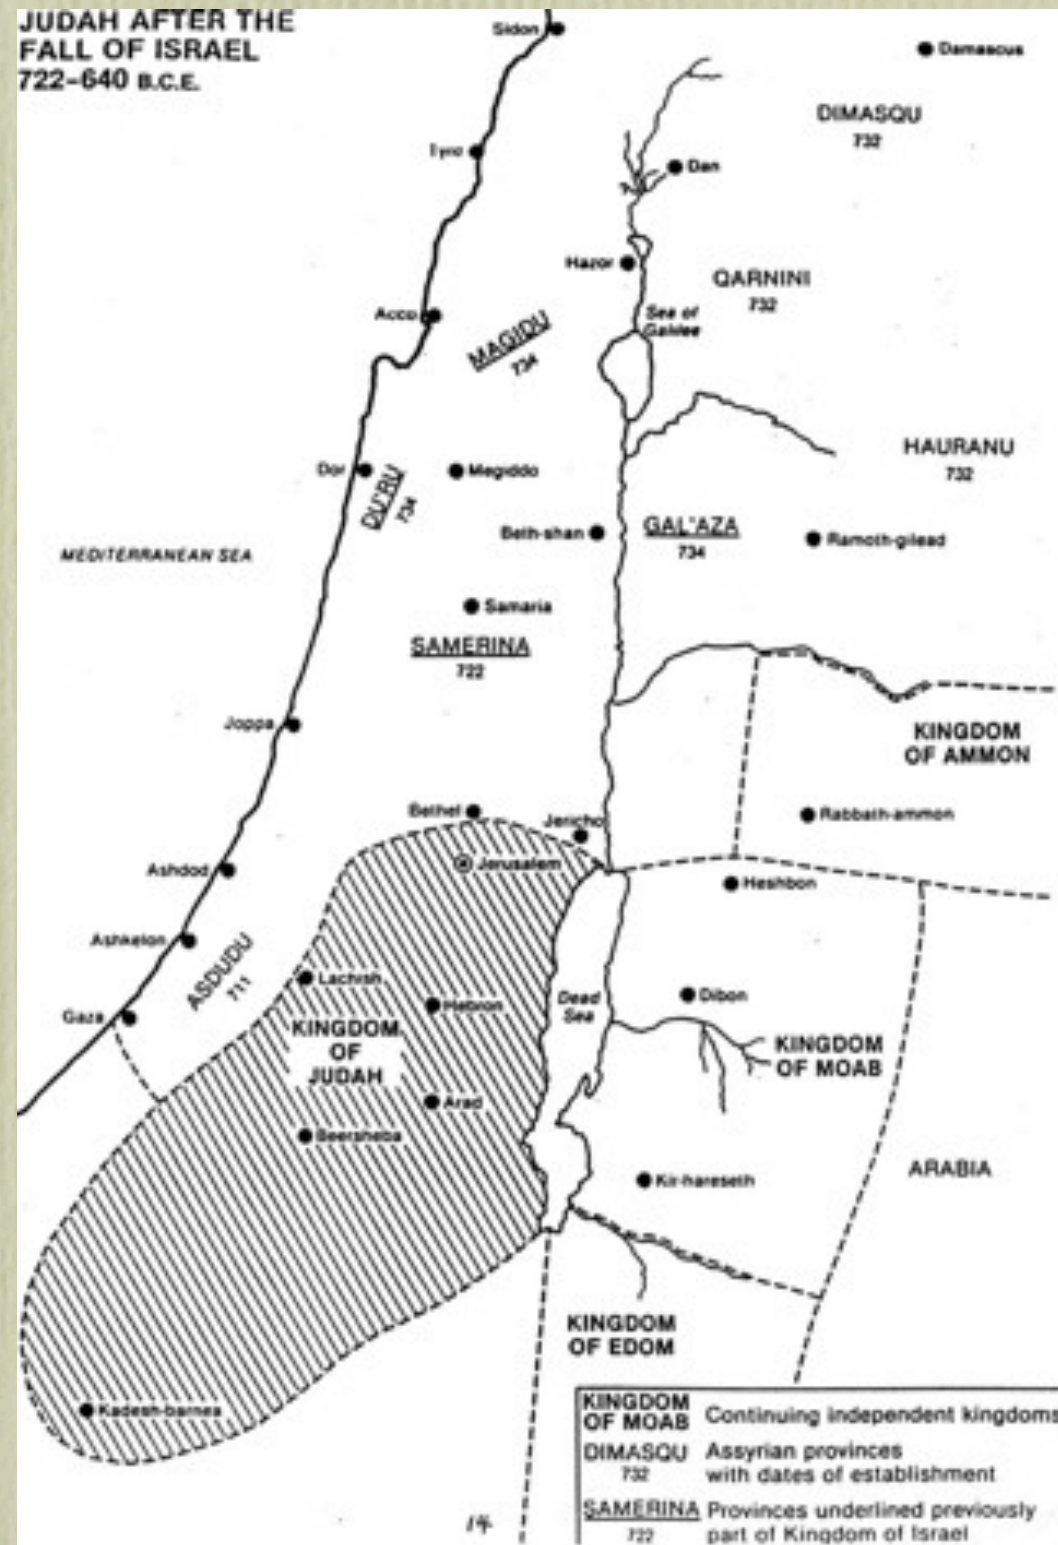 JUDAH AFTER THE
FALL OF ISRAEL
722–640 B.C.E.
Sidon
Damascus
DIMASQU
732
Tyre
Dan
Hazor
QARNINI
732
Sea of
Galilee
Acco
MAGIDU
734
HAURANU
732
Dor
DU'RU
734
Megiddo
Beth-shan
GAL'AZA
734
Ramoth-gilead
MEDITERRANEAN SEA
Samaria
SAMERINA
722
Joppa
KINGDOM
OF AMMON
Bethel
Jericho
Rabbath-ammon
Jerusalem
Ashdod
Heshbon
Ashkelon
ASDUDU
711
Lachish
Hebron
Dead
Sea
Dibon
Gaza
KINGDOM
OF
JUDAH
KINGDOM
OF MOAB
Arad
Beersheba
Kir-hareseth
ARABIA
KINGDOM
OF EDOM
Kadesh-barnea
KINGDOM
OF MOAB
Continuing independent kingdoms
DIMASQU
732
Assyrian provinces
with dates of establishment
SAMERINA
722
Provinces underlined previously
part of Kingdom of Israel
14